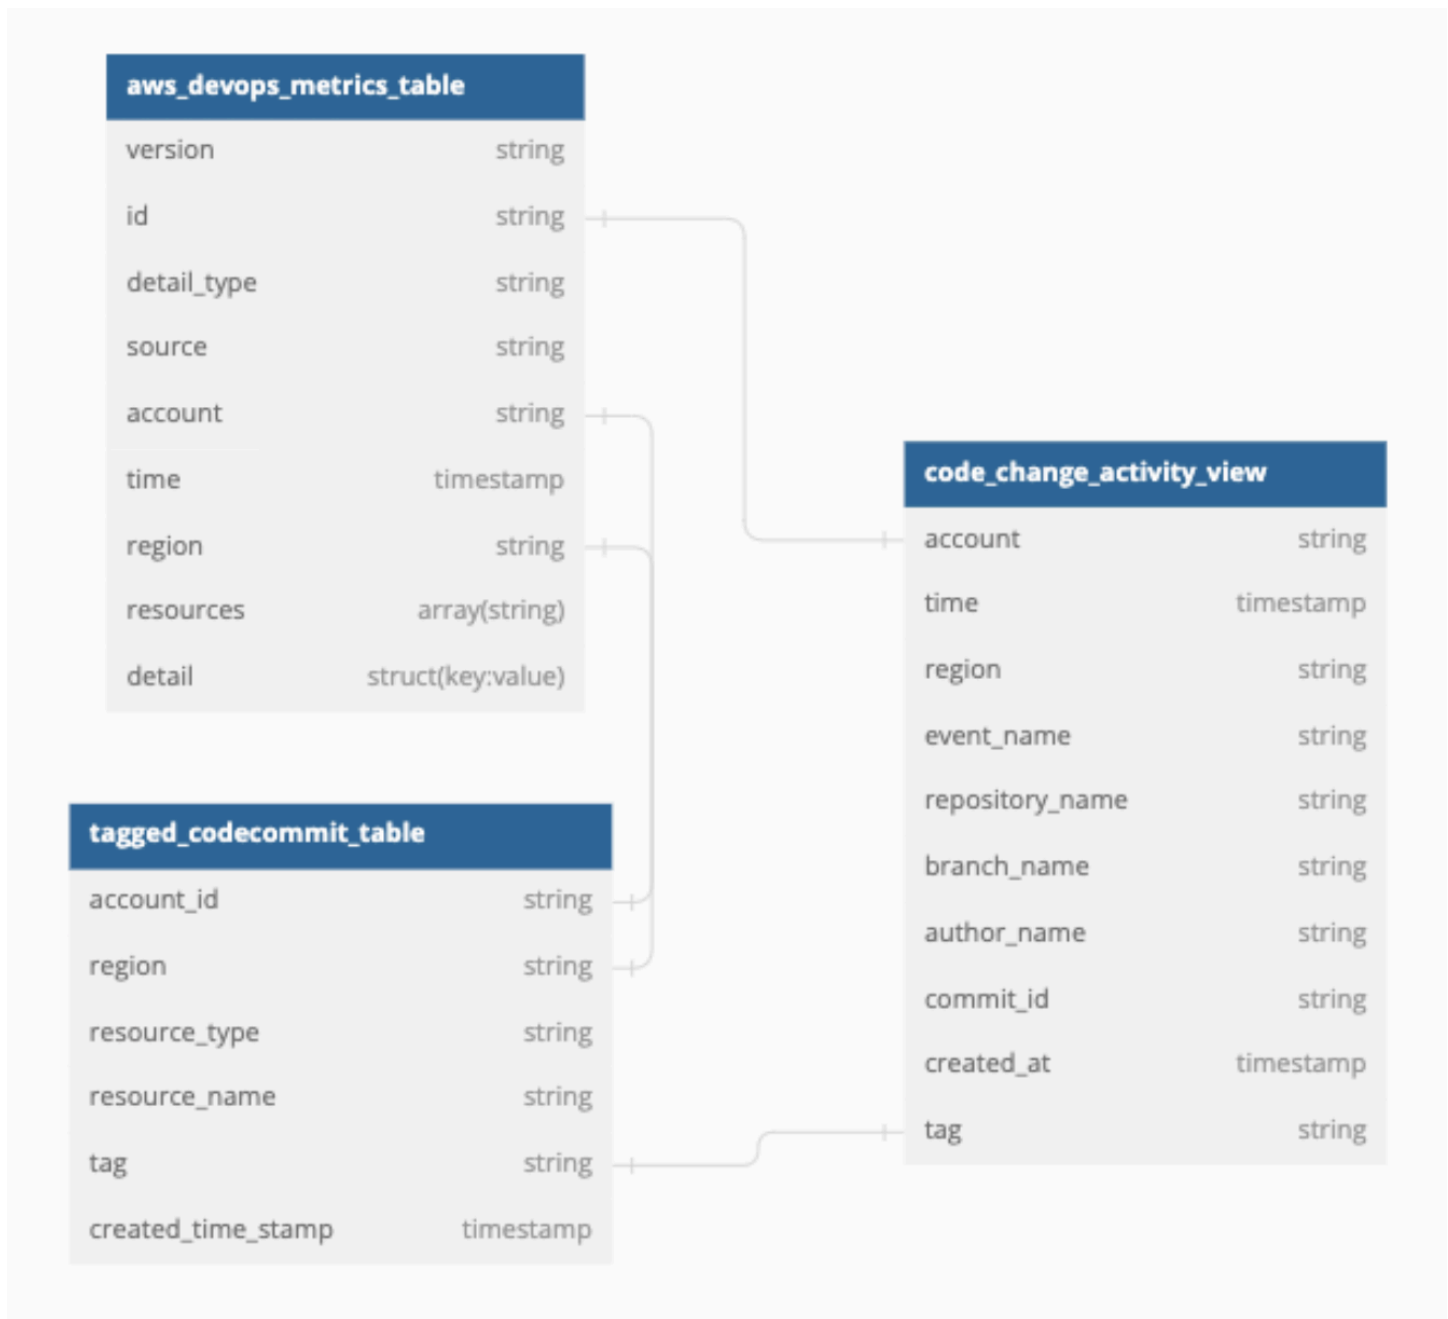 aws_devops_metrics_table
version string
id string
detail_type string
source string
account string
time timestamp
region string
resources array(string)
detail struct(key:value)
tagged_codecommit_table
account_id string
region string
resource_type string
resource_name string
tag string
created_time_stamp timestamp
code_change_activity_view
account string
time timestamp
region string
event_name string
repository_name string
branch_name string
author_name string
commit_id string
created_at timestamp
tag string